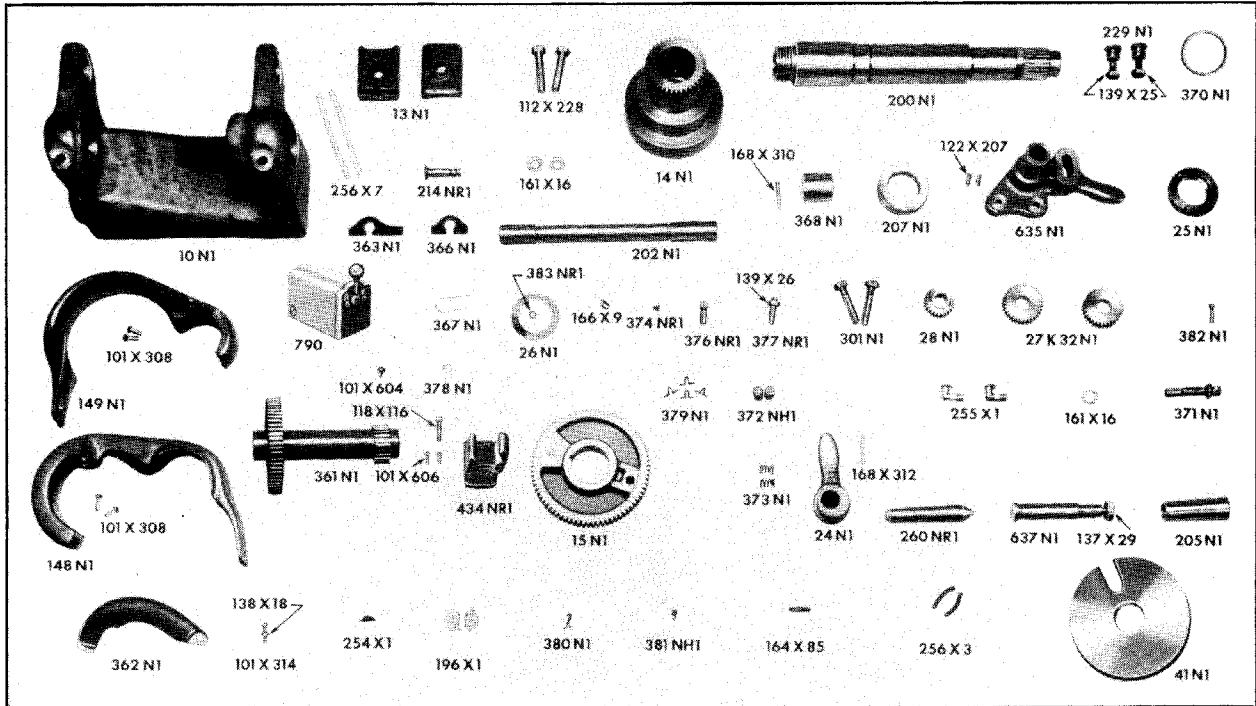 229 N1
13 N1
112 X 228
200 N1
139 X 25
370 N1
168 X 310
122 X 207
256 X 7
214 NR1
161 X 16
14 N1
368 N1
207 N1
635 N1
25 N1
10 N1
363 N1
366 N1
202 N1
383 NR1
139 X 26
101 X 308
790
367 N1
26 N1
166 X 9
374 NR1
376 NR1
377 NR1
301 N1
28 N1
27 K 32 N1
382 N1
149 N1
101 X 604
378 N1
379 N1
372 NH1
255 X 1
161 X 16
371 N1
118 X 116
361 N1
101 X 606
434 NR1
15 N1
373 N1
168 X 312
24 N1
101 X 308
260 NR1
637 N1
137 X 29
205 N1
148 N1
138 X 18
362 N1
101 X 314
254 X 1
196 X 1
380 N1
381 NH1
164 X 85
256 X 3
41 N1